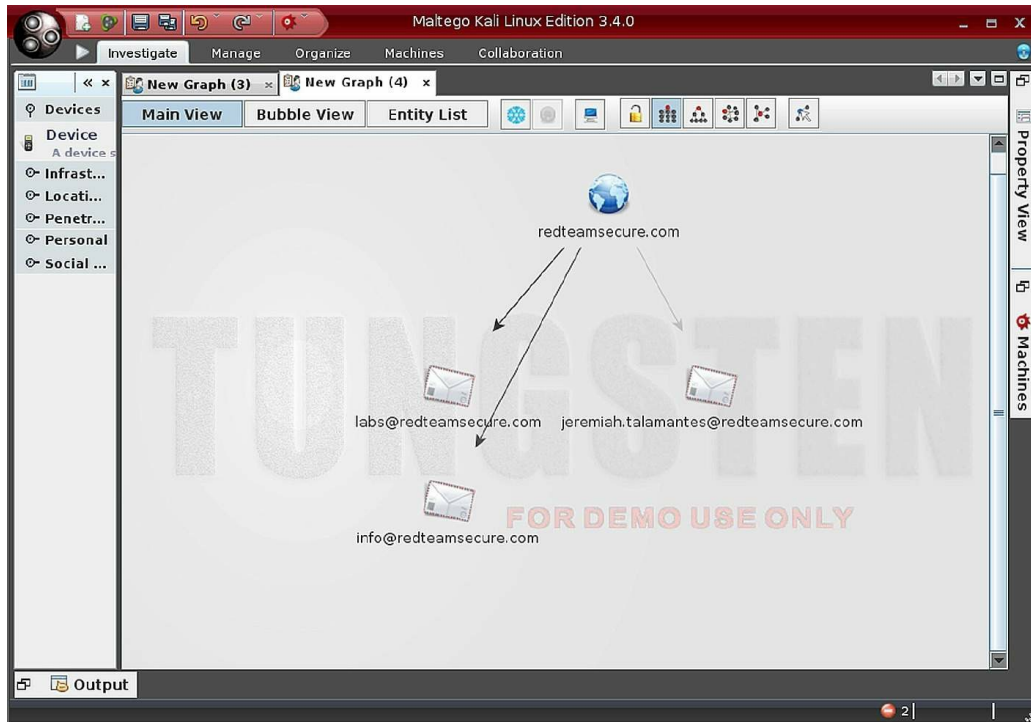 Maltego Kali Linux Edition 3.4.0
Investigate Manage Organize Machines Collaboration
New Graph (3) New Graph (4)
Main View Bubble View Entity List
Devices
Device
A device s
Infrast...
Locati...
Penetr...
Personal
Social ...
Property View
Machines
redteamsecure.com
TUNGSTEN
labs@redteamsecure.com jeremiah.talamantes@redteamsecure.com
FOR DEMO USE ONLY
info@redteamsecure.com
Output
2